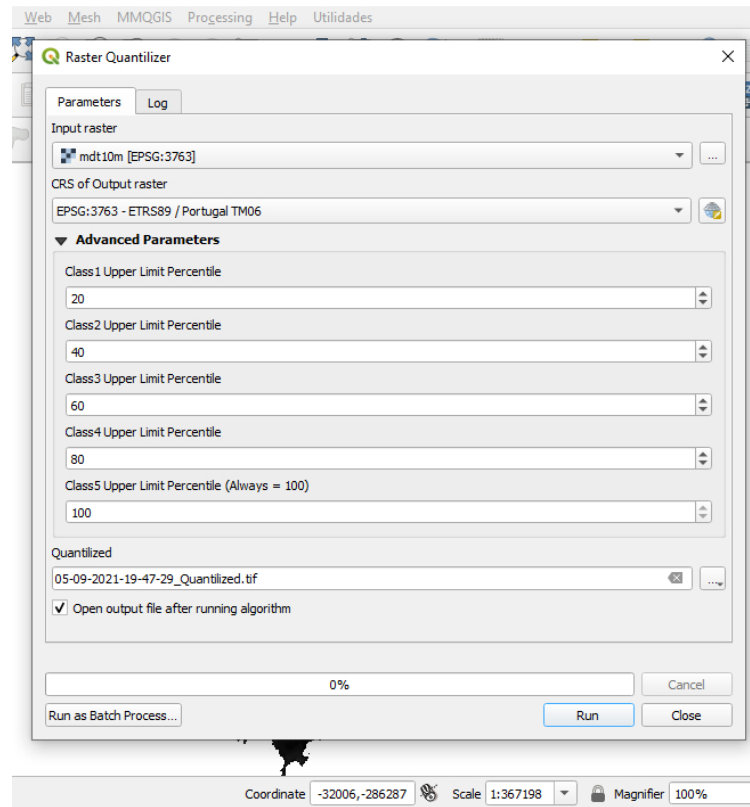 Web Mesh MMQGIS Processing Help Utilidades
Raster Quantilizer
Parameters Log
Input raster
mdt10m [EPSG:3763]
...
CRS of Output raster
EPSG:3763 - ETRS89 / Portugal TM06
Advanced Parameters
Class1 Upper Limit Percentile
20
Class2 Upper Limit Percentile
40
Class3 Upper Limit Percentile
60
Class4 Upper Limit Percentile
80
Class5 Upper Limit Percentile (Always = 100)
100
Quantilized
05-09-2021-19-47-29_Quantilized.tif
...
Open output file after running algorithm
0%
Cancel
Run as Batch Process...
Run
Close
Coordinate -32006,-286287 Scale 1:367198 Magnifier 100%